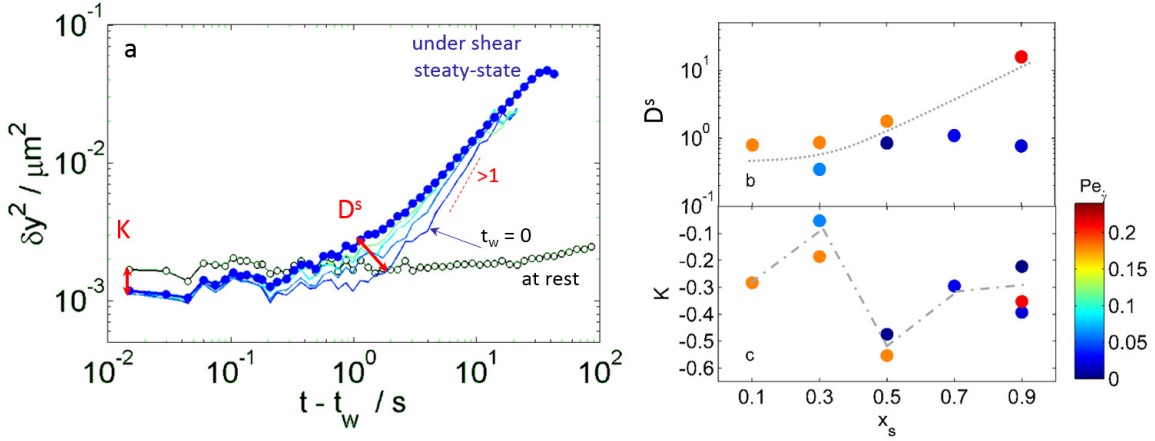 a
under shear
steaty-state
δy² / μm²
10⁻¹
10⁻²
10⁻³
K
Dˢ
>1
t_w = 0
at rest
10⁻²
10⁻¹
10⁰
10¹
10²
t - t_w / s
Dˢ
10¹
10⁰
10⁻¹
b
K
-0.1
-0.2
-0.3
-0.4
-0.5
-0.6
c
0.1
0.3
0.5
0.7
0.9
x_s
Pe_γ̇
0.2
0.15
0.1
0.05
0